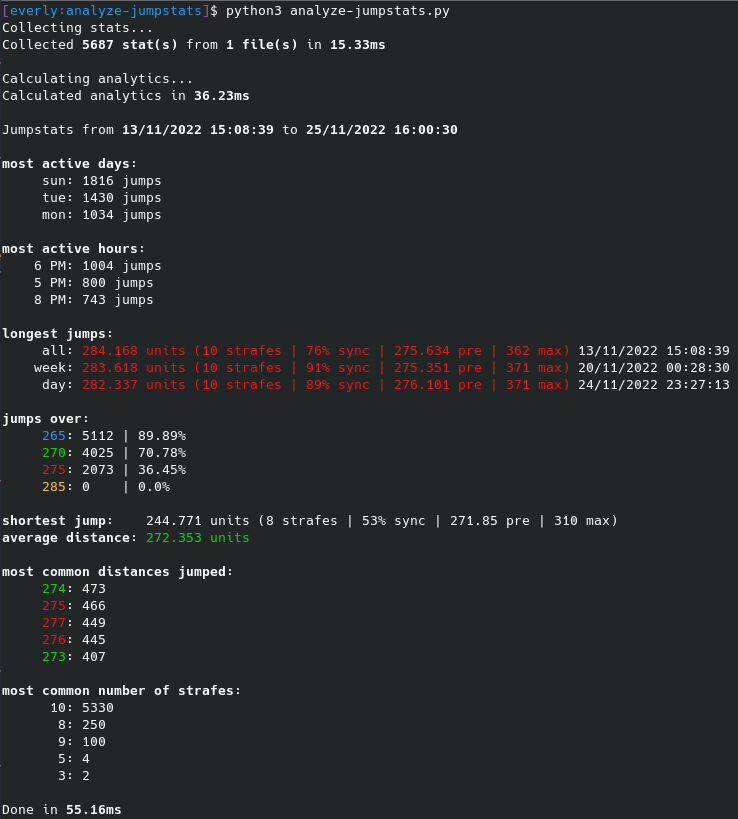 [everly:analyze-jumpstats]$ python3 analyze-jumpstats.py
Collecting stats...
Collected 5687 stat(s) from 1 file(s) in 15.33ms
Calculating analytics...
Calculated analytics in 36.23ms
Jumpstats from 13/11/2022 15:08:39 to 25/11/2022 16:00:30
most active days:
sun: 1816 jumps
tue: 1430 jumps
mon: 1034 jumps
most active hours:
6 PM: 1004 jumps
5 PM: 800 jumps
8 PM: 743 jumps
longest jumps:
all: 284.168 units (10 strafes | 76% sync | 275.634 pre | 362 max) 13/11/2022 15:08:39
week: 283.618 units (10 strafes | 91% sync | 275.351 pre | 371 max) 20/11/2022 00:28:30
day: 282.337 units (10 strafes | 89% sync | 276.101 pre | 371 max) 24/11/2022 23:27:13
jumps over:
265: 5112 | 89.89%
270: 4025 | 70.78%
275: 2073 | 36.45%
285: 0    | 0.0%
shortest jump:    244.771 units (8 strafes | 53% sync | 271.85 pre | 310 max)
average distance: 272.353 units
most common distances jumped:
274: 473
275: 466
277: 449
276: 445
273: 407
most common number of strafes:
10: 5330
8: 250
9: 100
5: 4
3: 2
Done in 55.16ms